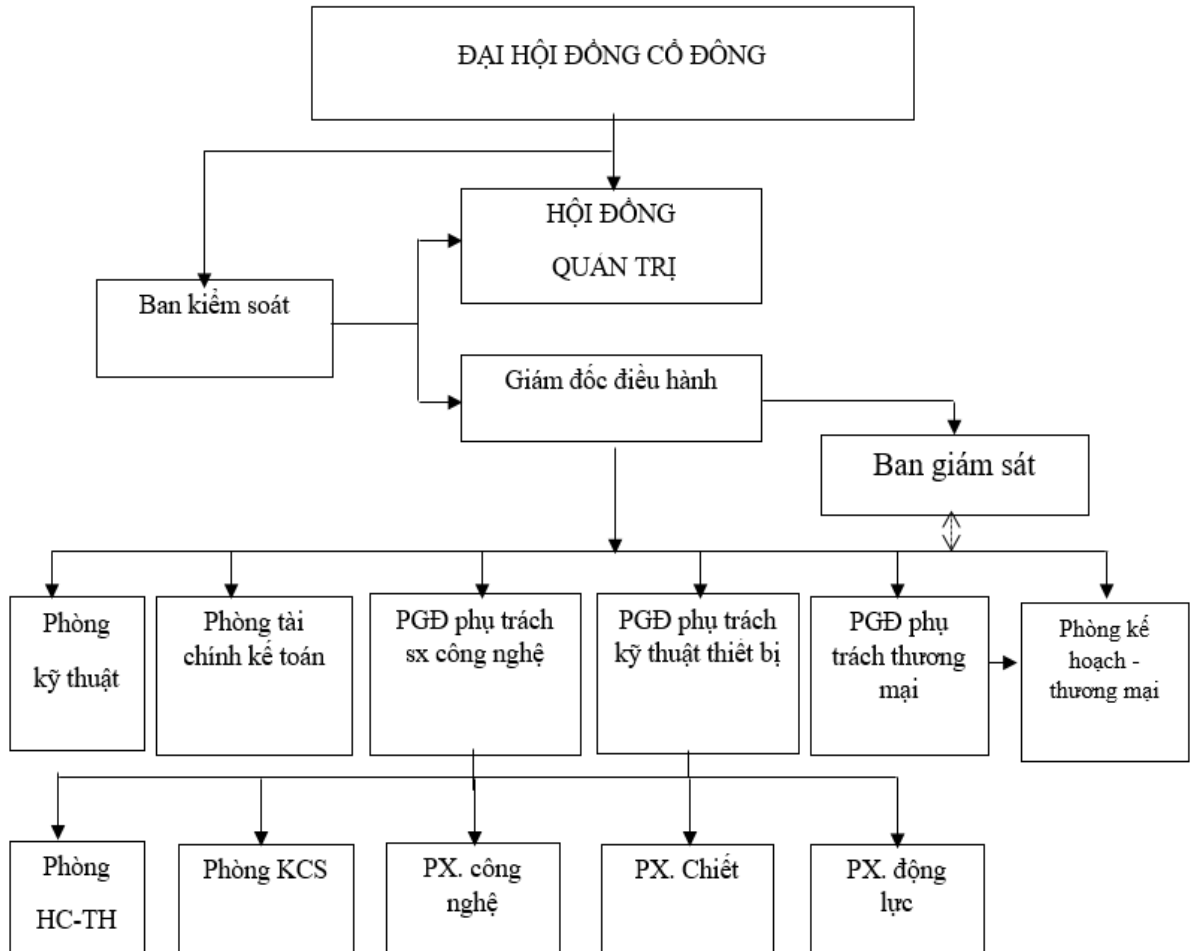 ĐẠI HỘI ĐỒNG CỔ ĐÔNG
HỘI ĐỒNG
QUẢN TRỊ
Ban kiểm soát
Giám đốc điều hành
Ban giám sát
Phòng
kỹ thuật
Phòng tài
chính kế toán
PGĐ phụ trách
sx công nghệ
PGĐ phụ trách
kỹ thuật thiết bị
PGĐ phụ
trách thương
mại
Phòng kế
hoạch -
thương mại
Phòng
HC-TH
Phòng KCS
PX. công
nghệ
PX. Chiết
PX. động
lực